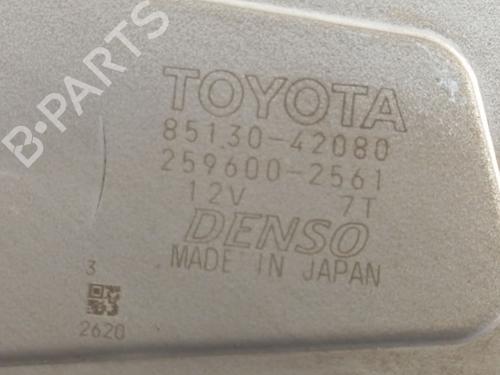 B-PARTS
TOYOTA
85130-42080
259600-2561
12V 7T
DENSO
MADE IN JAPAN
3
2620